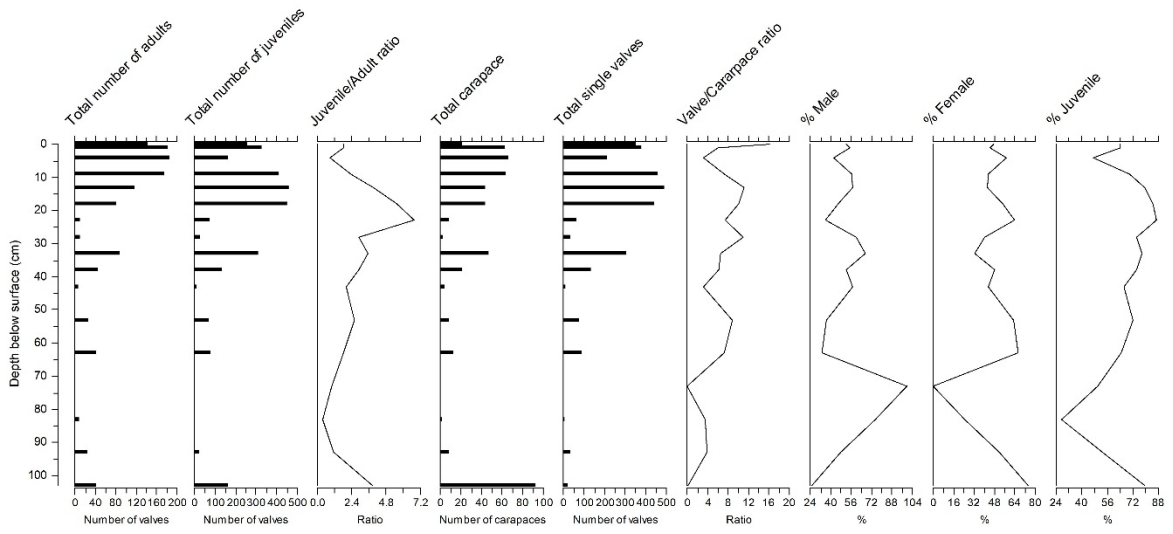 Total number of adults
Total number of juveniles
Juvenile/Adult ratio
Total carapace
Total single valves
Valve/Cararpace ratio
% Male
% Female
% Juvenile
Depth below surface (cm)
0
10
20
30
40
50
60
70
80
90
100
0 40 80 120 160 200
0 100 200 300 400 500
0.0 2.4 4.8 7.2
0 20 40 60 80 100
0 100 200 300 400 500
0 4 8 12 16 20
24 40 56 72 88 104
0 16 32 48 64 80
24 40 56 72 88
Number of valves
Number of valves
Ratio
Number of carapaces
Number of valves
Ratio
%
%
%